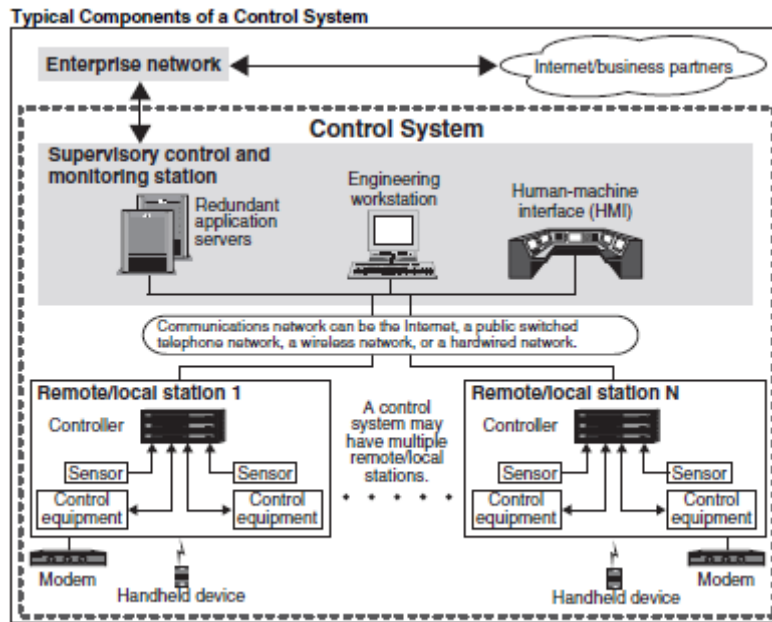 Typical Components of a Control System
Enterprise network
Internet/business partners
Control System
Supervisory control and
monitoring station
Redundant
application
servers
Engineering
workstation
Human-machine
interface (HMI)
Communications network can be the Internet, a public switched
telephone network, a wireless network, or a hardwired network.
Remote/local station 1
Controller
Sensor
Sensor
Control
equipment
Control
equipment
Modem
Handheld device
A control
system may
have multiple
remote/local
stations.
Remote/local station N
Controller
Sensor
Sensor
Control
equipment
Control
equipment
Handheld device
Modem